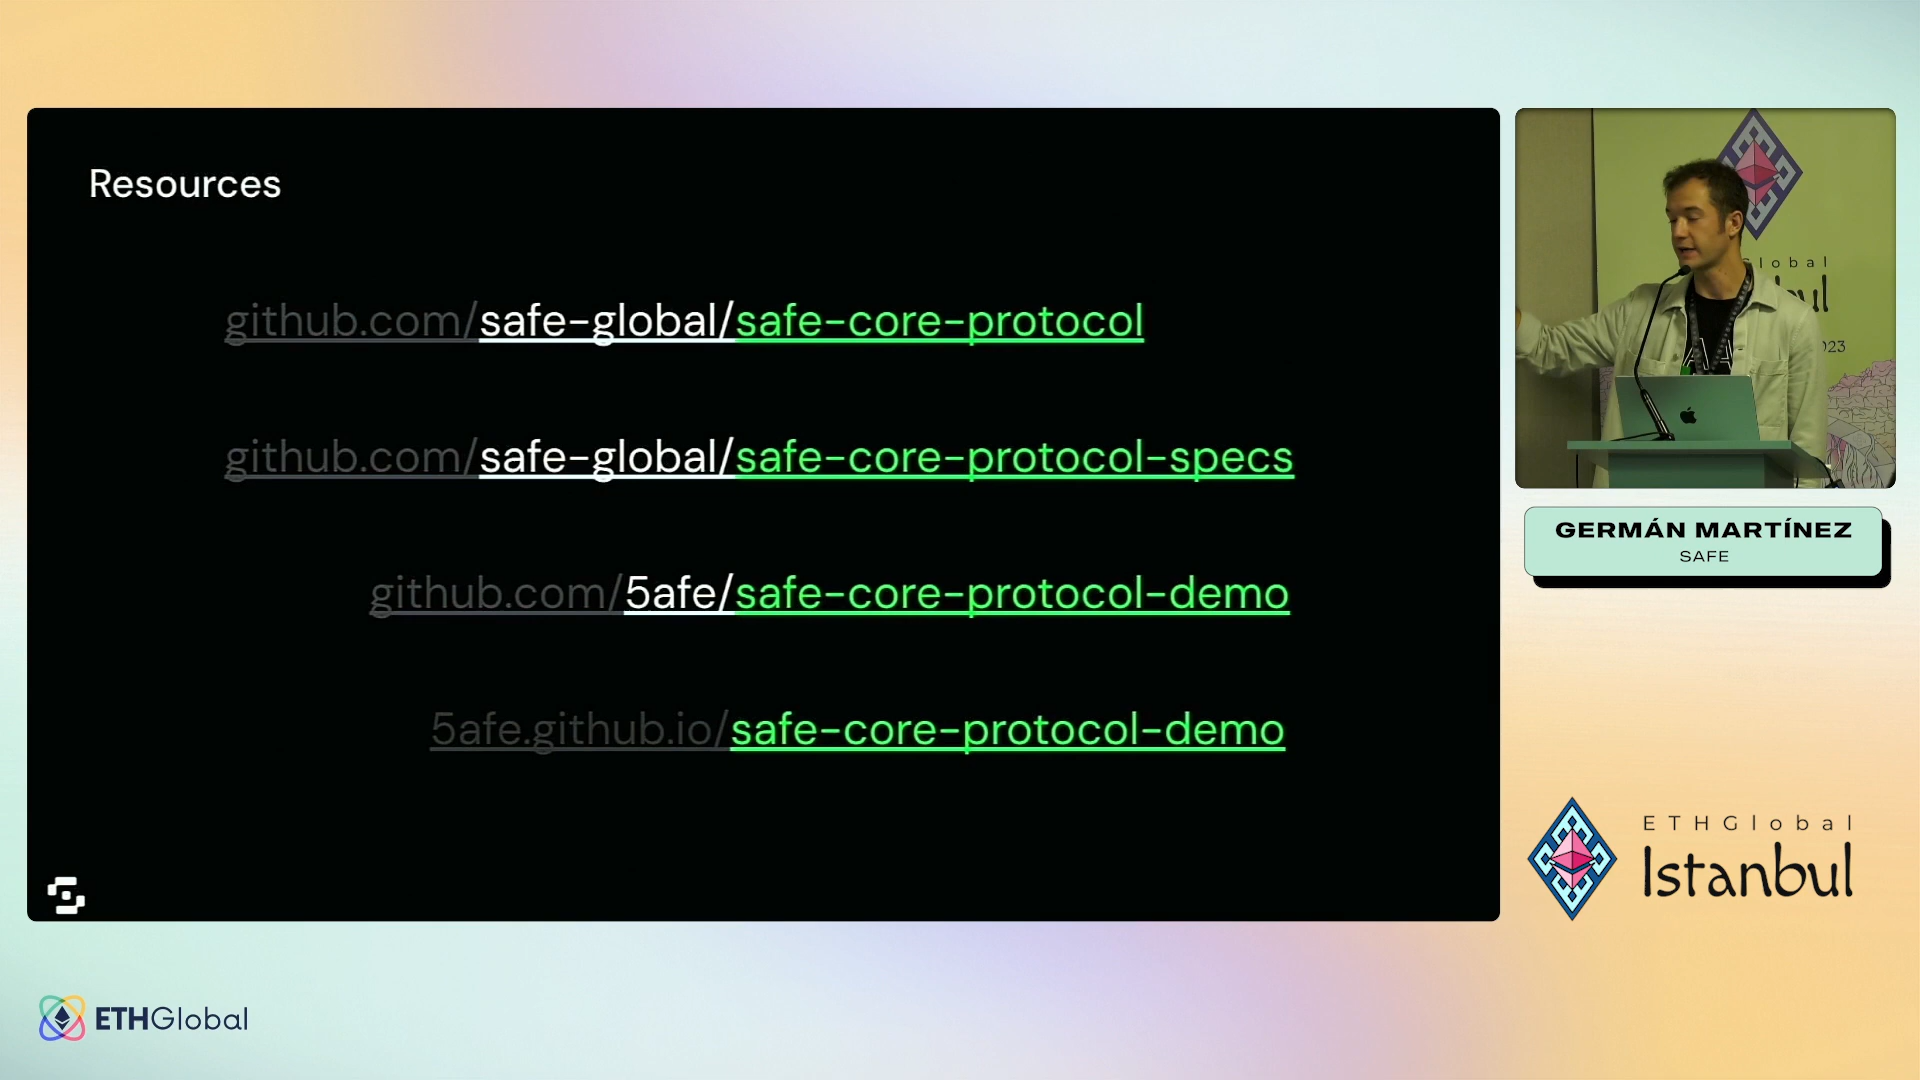 Resources
github.com/safe-global/safe-core-protocol
github.com/safe-global/safe-core-protocol-specs
github.com/5afe/safe-core-protocol-demo
5afe.github.io/safe-core-protocol-demo
GERMÁN MARTÍNEZ
SAFE
ETHGlobal
Istanbul
ETHGlobal